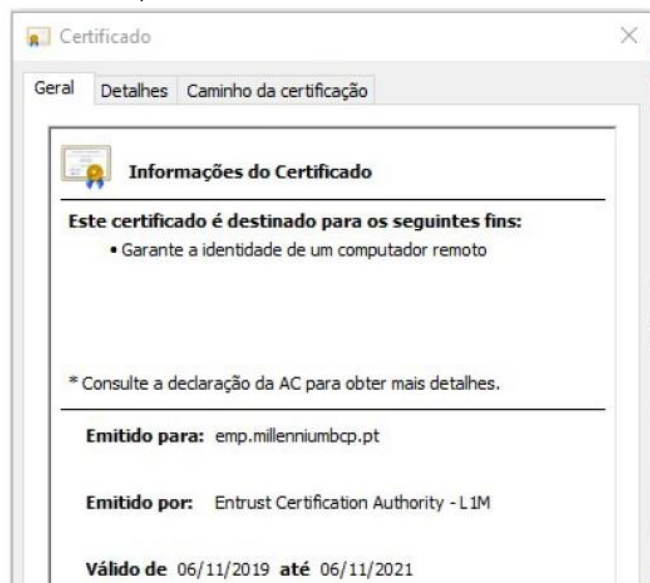 Certificado
Geral Detalhes Caminho da certificação
Informações do Certificado
Este certificado é destinado para os seguintes fins:
• Garante a identidade de um computador remoto
* Consulte a declaração da AC para obter mais detalhes.
Emitido para: emp.millenniumbcp.pt
Emitido por: Entrust Certification Authority - L1M
Válido de 06/11/2019 até 06/11/2021